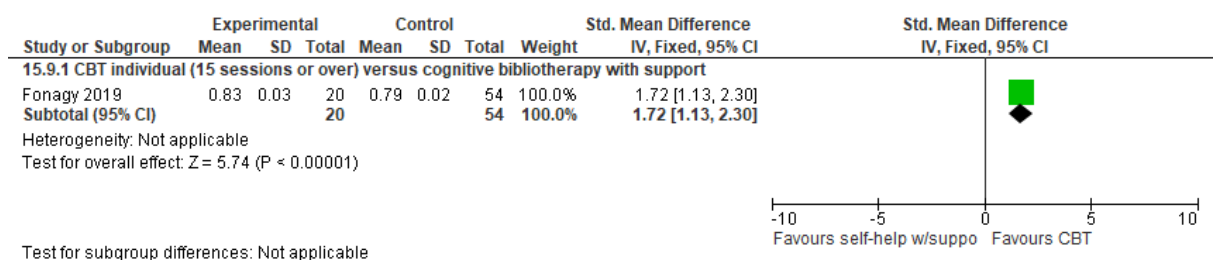 Experimental Control Std. Mean Difference Std. Mean Difference
Study or Subgroup Mean SD Total Mean SD Total Weight IV, Fixed, 95% CI IV, Fixed, 95% CI
15.9.1 CBT individual (15 sessions or over) versus cognitive bibliotherapy with support
Fonagy 2019 0.83 0.03 20 0.79 0.02 54 100.0% 1.72 [1.13, 2.30]
Subtotal (95% CI) 20 54 100.0% 1.72 [1.13, 2.30]
Heterogeneity: Not applicable
Test for overall effect: Z = 5.74 (P < 0.00001)
-10 -5 0 5 10
Favours self-help w/suppo Favours CBT
Test for subgroup differences: Not applicable